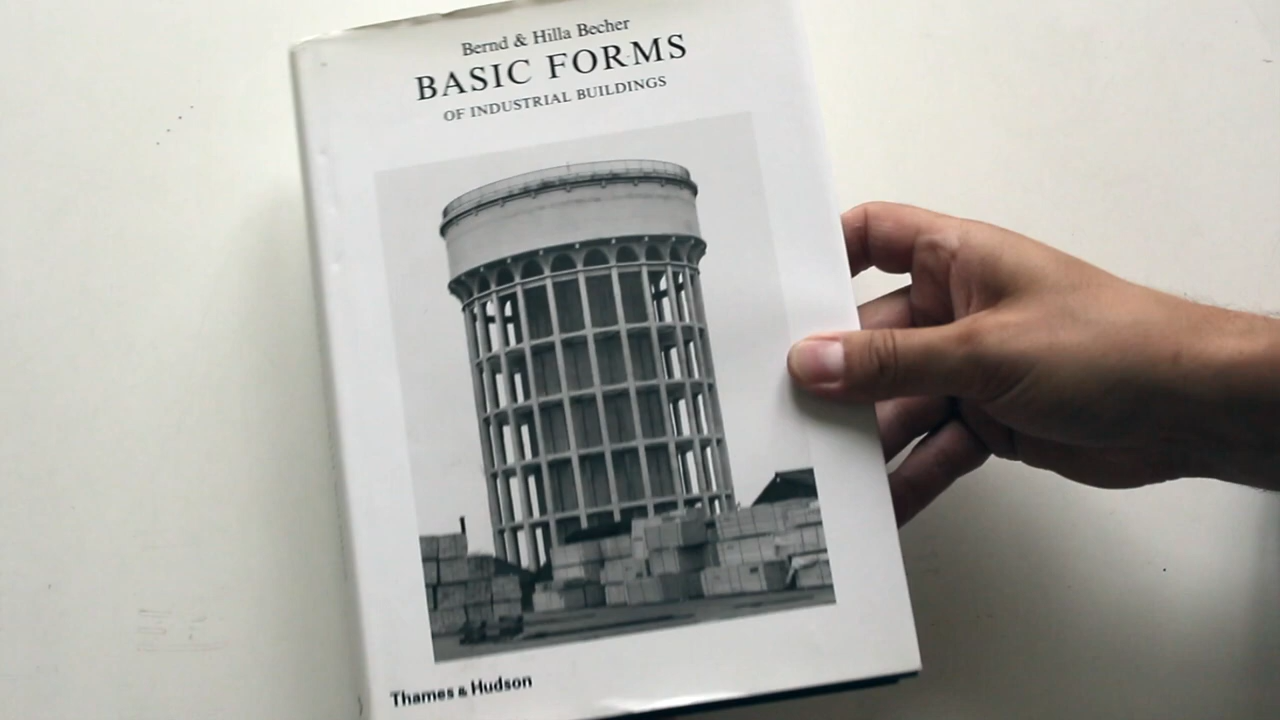 Bernd & Hilla Becher
BASIC FORMS
OF INDUSTRIAL BUILDINGS
Thames & Hudson